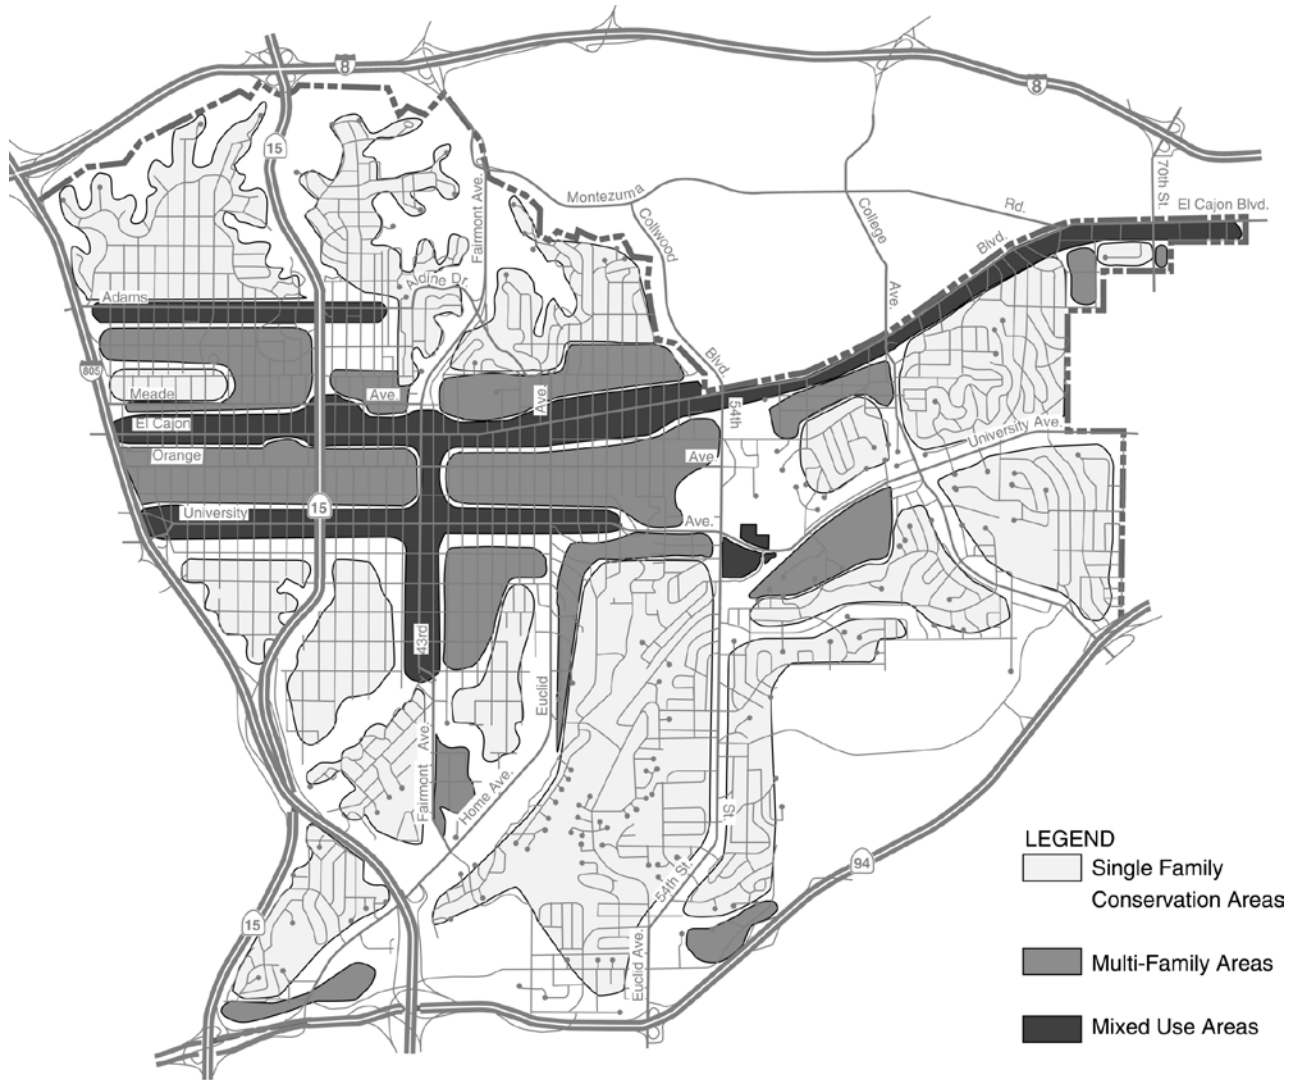 8
8
15
70th St.
El Cajon Blvd.
Montezuma
Rd.
Fairmont Ave.
Collwood
College
Blvd.
Aldine Dr.
Adams
Ave.
Blvd.
805
Meade
Ave.
Ave.
54th
El Cajon
University Ave.
Orange
Ave
15
University
Ave.
43rd
Euclid
Fairmont Ave.
Home Ave.
St.
94
LEGEND
Single Family
Conservation Areas
54th St.
15
Euclid Ave.
Multi-Family Areas
Mixed Use Areas